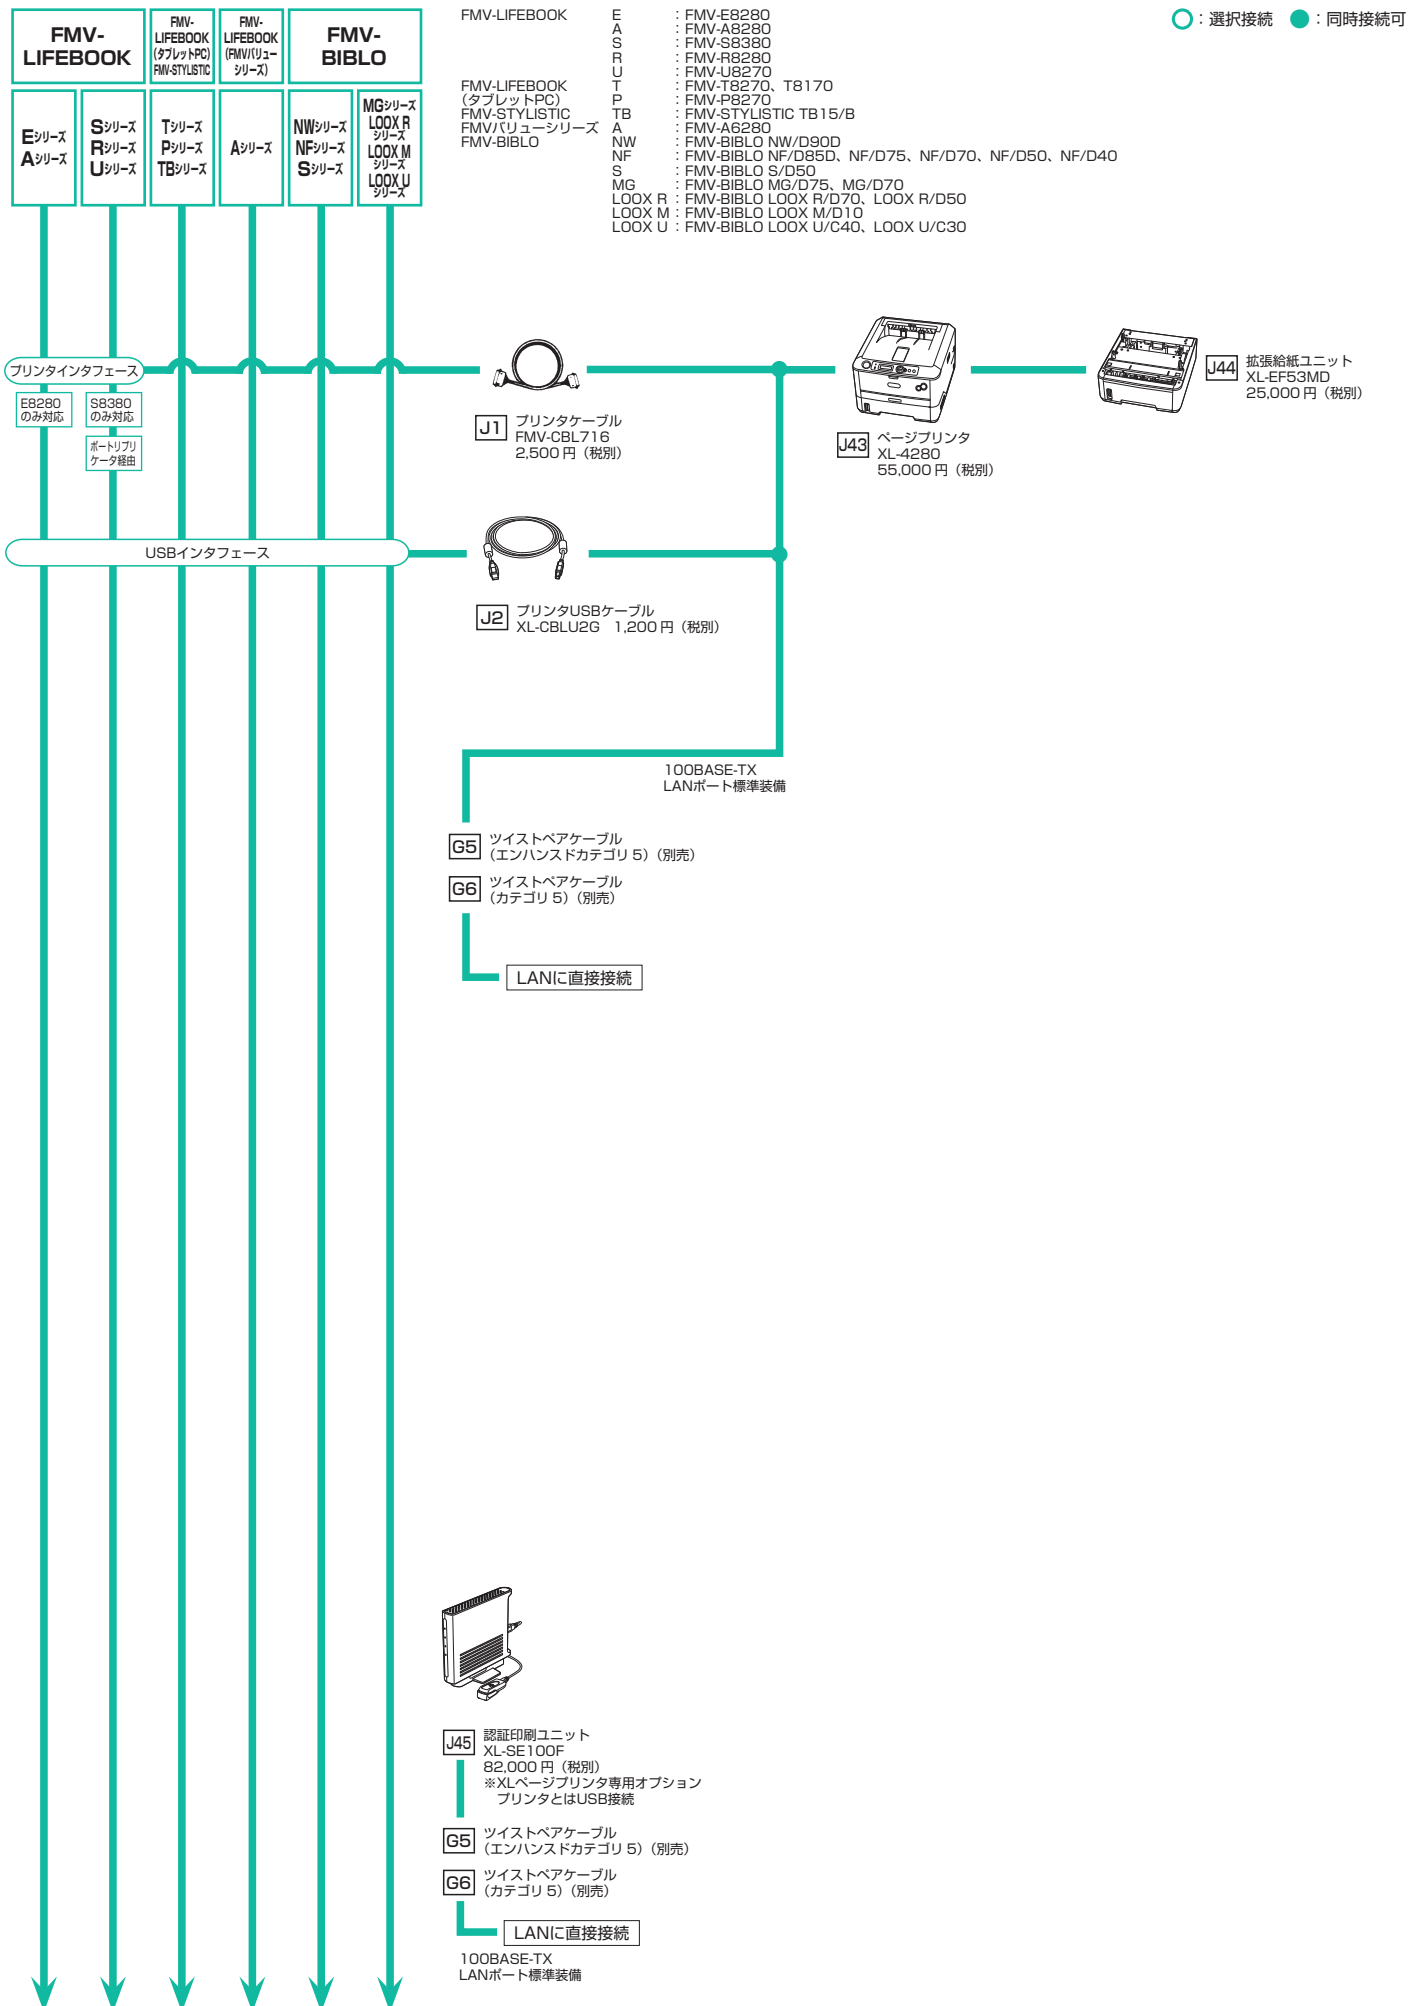 FMV-
LIFEBOOK
FMV-
LIFEBOOK
(タブレットPC)
FMV-STYLISTIC
FMV-
LIFEBOOK
(FMVバリュー
シリーズ)
FMV-
BIBLO
Eシリーズ
Aシリーズ
Sシリーズ
Rシリーズ
Uシリーズ
Tシリーズ
Pシリーズ
TBシリーズ
Aシリーズ
NWシリーズ
NFシリーズ
Sシリーズ
MGシリーズ
LOOX R
シリーズ
LOOX M
シリーズ
LOOX U
シリーズ
FMV-LIFEBOOK E : FMV-E8280
A : FMV-A8280
S : FMV-S8380
R : FMV-R8280
U : FMV-U8270
FMV-LIFEBOOK T : FMV-T8270、T8170
(タブレットPC) P : FMV-P8270
FMV-STYLISTIC TB : FMV-STYLISTIC TB15/B
FMVバリューシリーズ A : FMV-A6280
FMV-BIBLO NW : FMV-BIBLO NW/D90D
NF : FMV-BIBLO NF/D85D、NF/D75、NF/D70、NF/D50、NF/D40
S : FMV-BIBLO S/D50
MG : FMV-BIBLO MG/D75、MG/D70
LOOX R : FMV-BIBLO LOOX R/D70、LOOX R/D50
LOOX M : FMV-BIBLO LOOX M/D10
LOOX U : FMV-BIBLO LOOX U/C40、LOOX U/C30
○:選択接続 ●:同時接続可
プリンタインタフェース
E8280
のみ対応
S8380
のみ対応
ポートリプリ
ケータ経由
J1 プリンタケーブル
FMV-CBL716
2,500円(税別)
J43 ページプリンタ
XL-4280
55,000円(税別)
J44 拡張給紙ユニット
XL-EF53MD
25,000円(税別)
USBインタフェース
J2 プリンタUSBケーブル
XL-CBLU2G 1,200円(税別)
100BASE-TX
LANポート標準装備
G5 ツイストペアケーブル
(エンハンスドカテゴリ5)(別売)
G6 ツイストペアケーブル
(カテゴリ5)(別売)
LANに直接接続
J45 認証印刷ユニット
XL-SE100F
82,000円(税別)
※XLページプリンタ専用オプション
プリンタとはUSB接続
G5 ツイストペアケーブル
(エンハンスドカテゴリ5)(別売)
G6 ツイストペアケーブル
(カテゴリ5)(別売)
LANに直接接続
100BASE-TX
LANポート標準装備